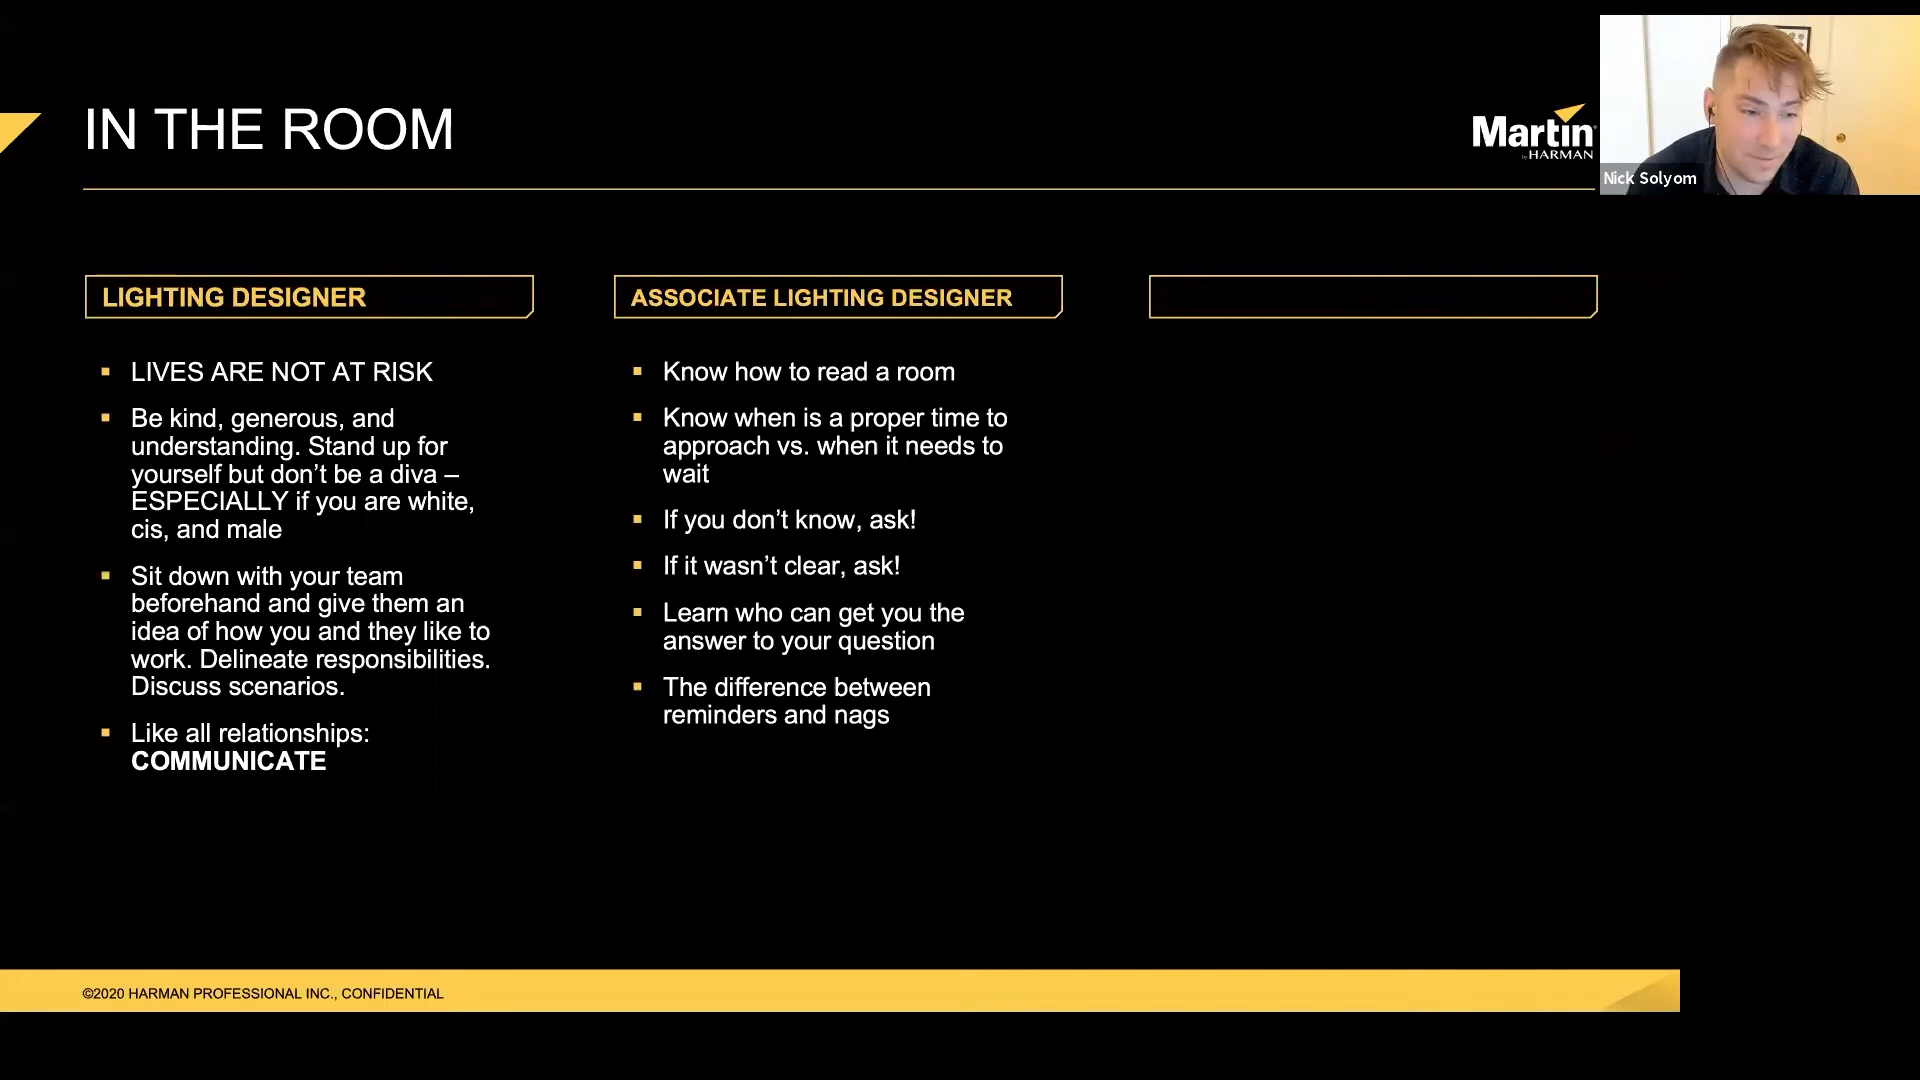 IN THE ROOM
Martin
by HARMAN
Nick Solyom
LIGHTING DESIGNER
LIVES ARE NOT AT RISK
Be kind, generous, and
understanding. Stand up for
yourself but don’t be a diva –
ESPECIALLY if you are white,
cis, and male
Sit down with your team
beforehand and give them an
idea of how you and they like to
work. Delineate responsibilities.
Discuss scenarios.
Like all relationships:
COMMUNICATE
ASSOCIATE LIGHTING DESIGNER
Know how to read a room
Know when is a proper time to
approach vs. when it needs to
wait
If you don’t know, ask!
If it wasn’t clear, ask!
Learn who can get you the
answer to your question
The difference between
reminders and nags
©2020 HARMAN PROFESSIONAL INC., CONFIDENTIAL